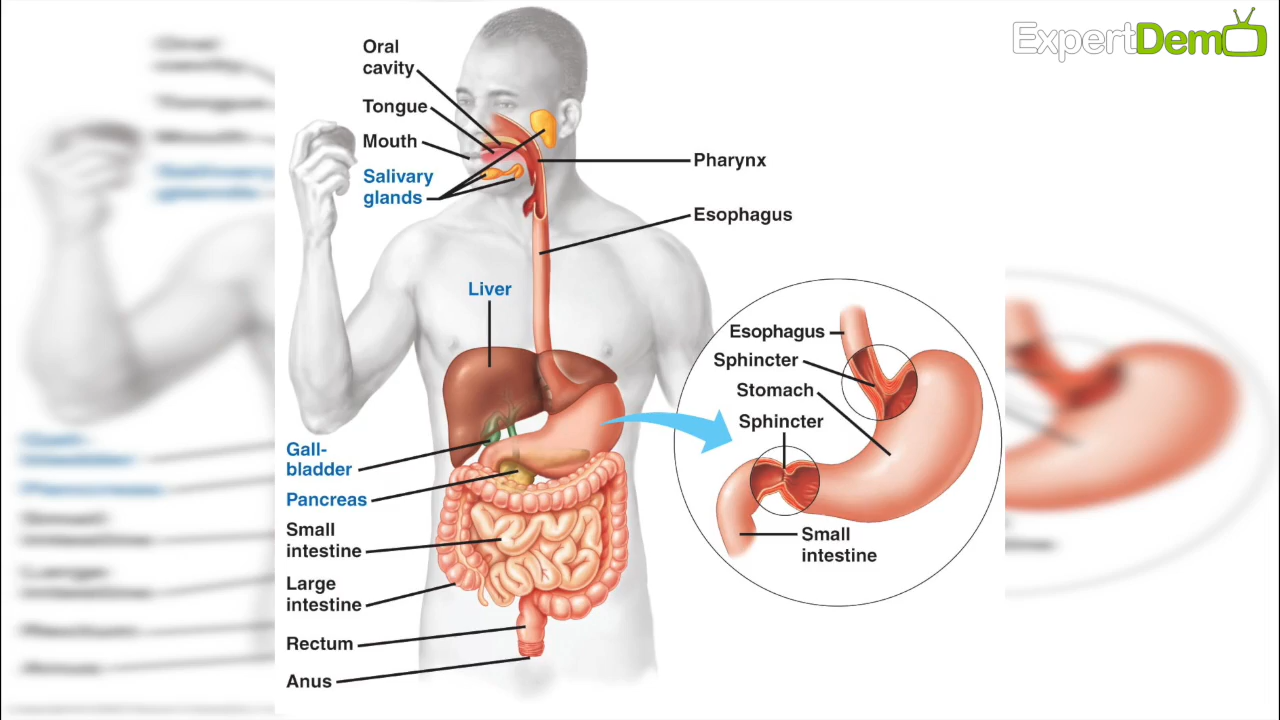 ExpertDemo
Oral
cavity
Tongue
Mouth
Salivary
glands
Pharynx
Esophagus
Liver
Esophagus
Sphincter
Stomach
Sphincter
Gall-
bladder
Pancreas
Small
intestine
Small
intestine
Large
intestine
Rectum
Anus